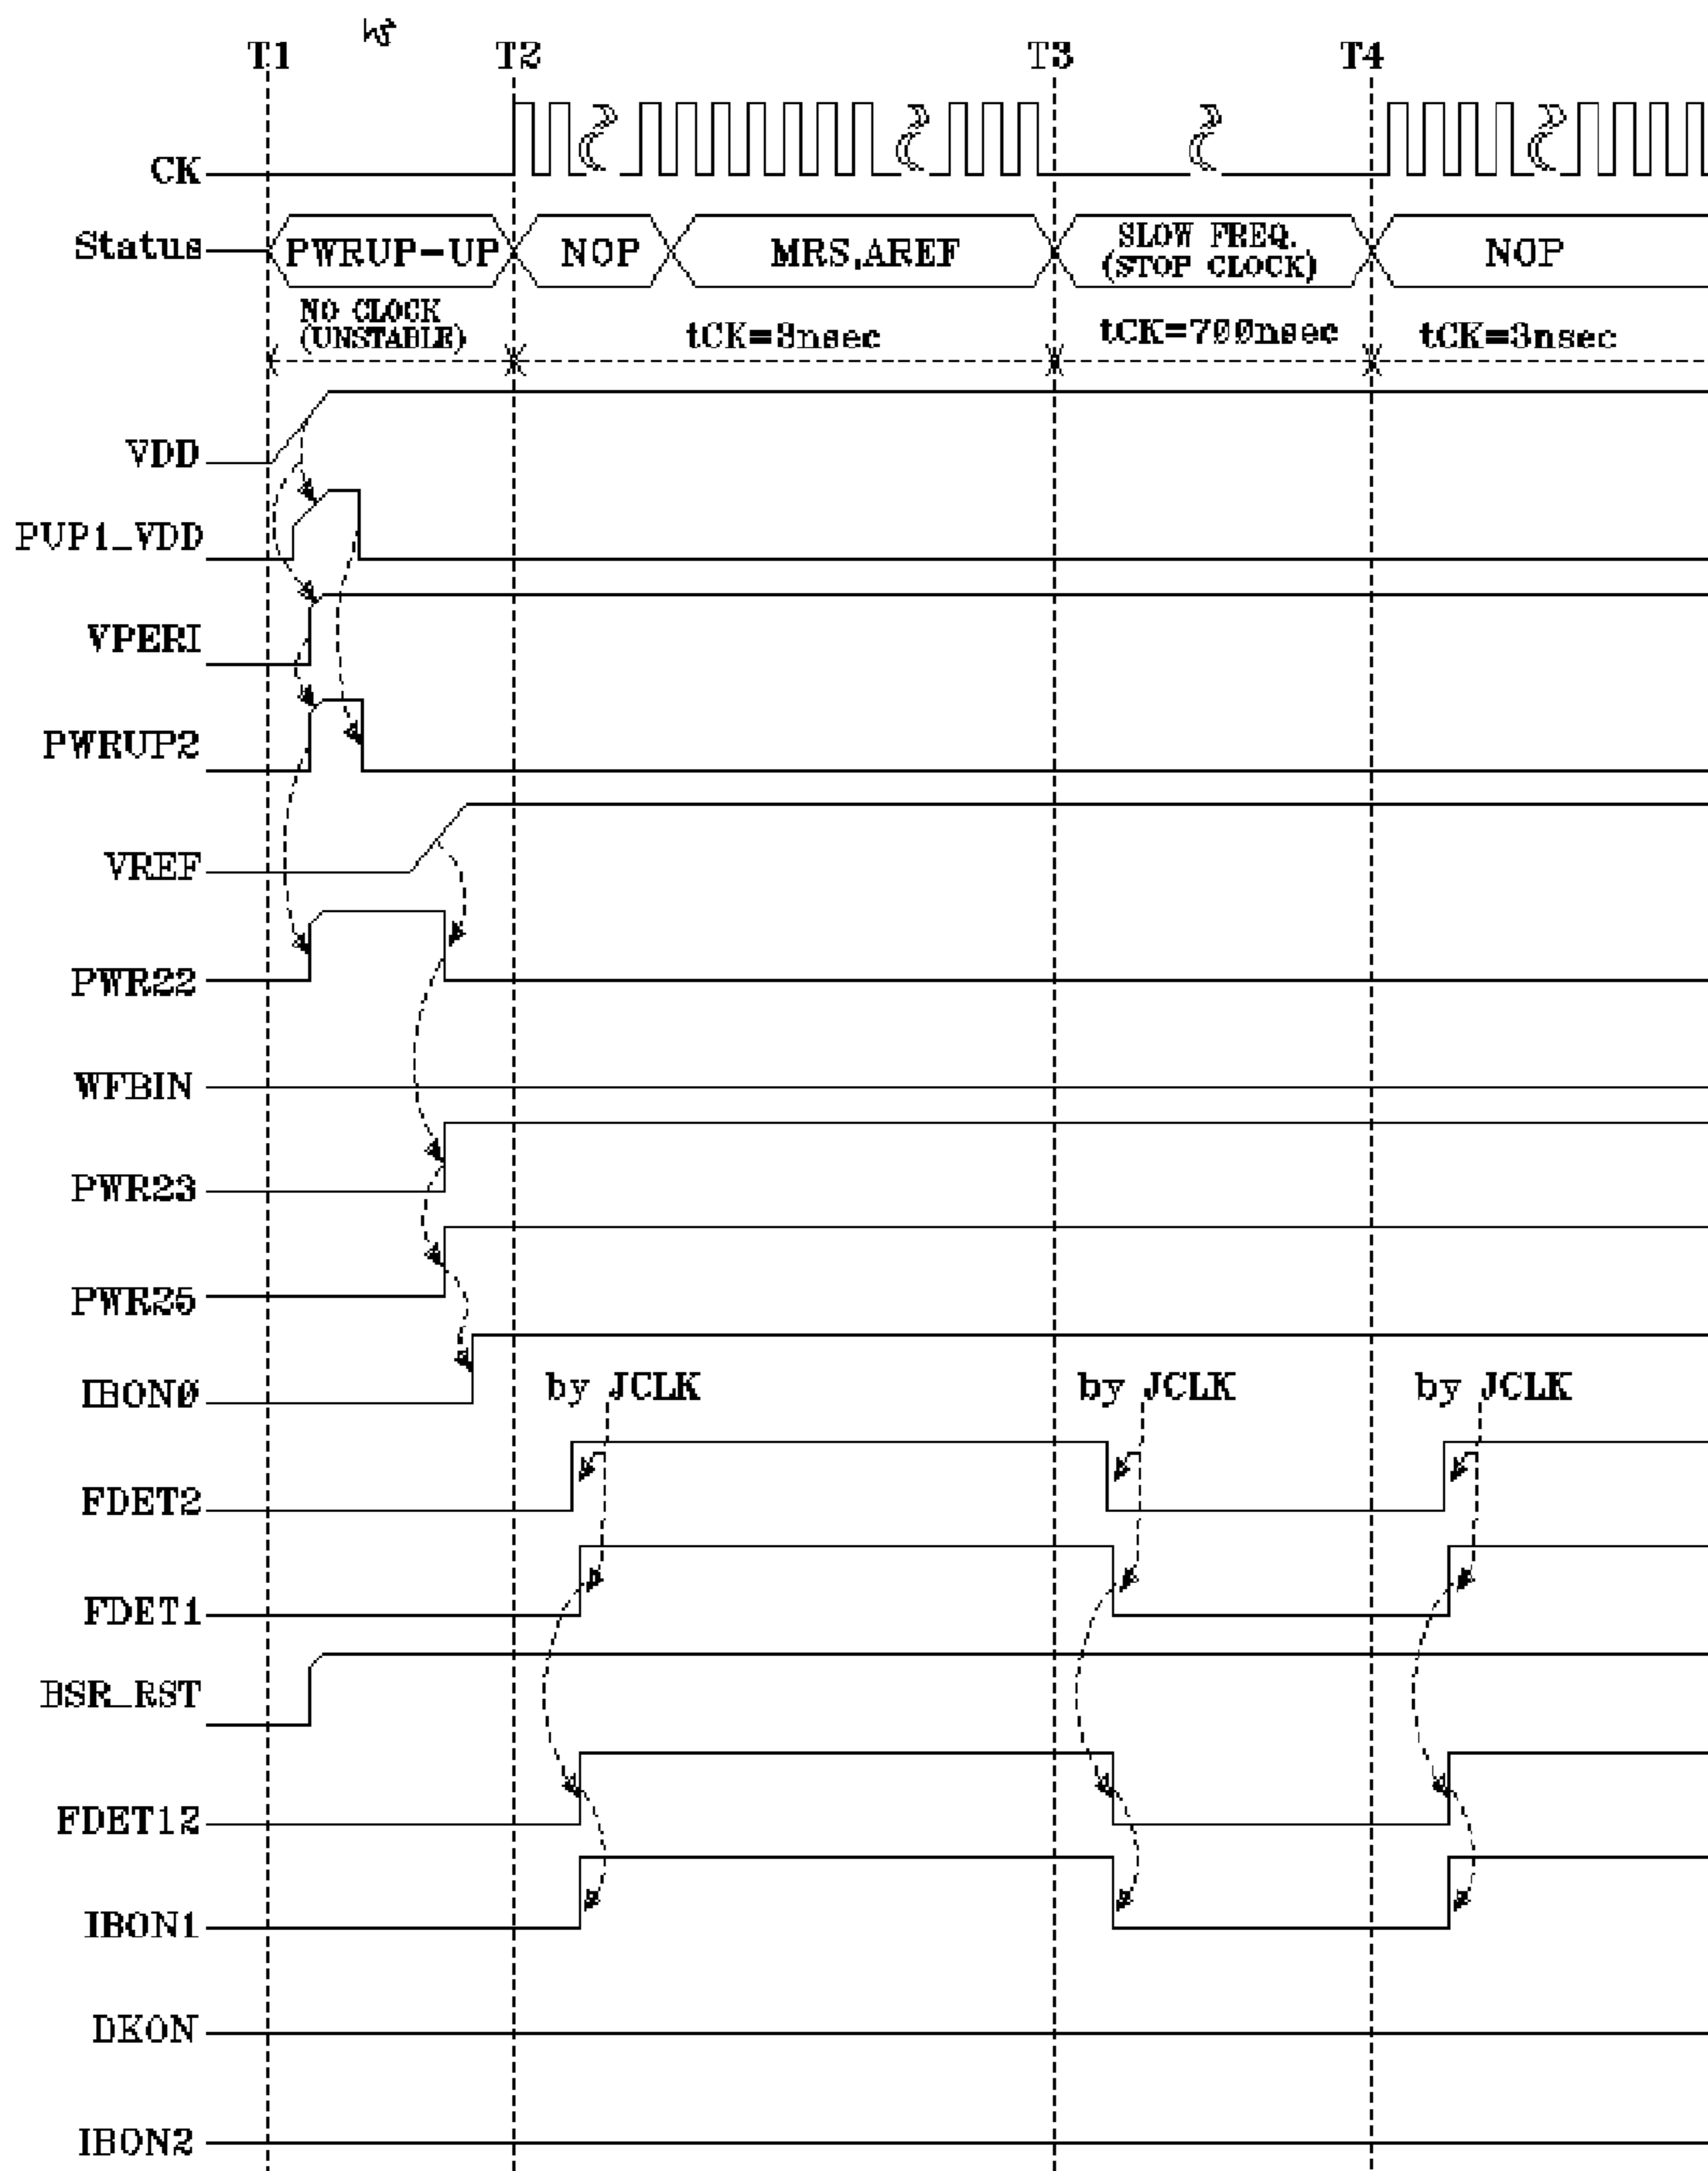 T1 T2 T3 T4
CK
Status PWRUP-UP NOP MRS,AREF SLOW FREQ. (STOP CLOCK) NOP
NO CLOCK (UNSTABLE) tCK=3nsec tCK=700nsec tCK=3nsec
VDD
PUP1_VDD
VPERI
PWRUP2
VREF
PWR22
WFBIN
PWR23
PWR25
IBON0
by JCLK by JCLK by JCLK
FDET2
FDET1
BSR_RST
FDET12
IBON1
DKON
IBON2